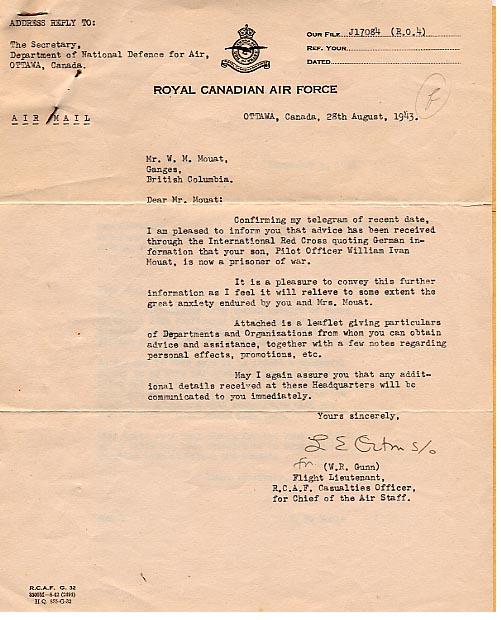 ADDRESS REPLY TO:
The Secretary,
Department of National Defence for Air,
OTTAWA, Canada.
OUR FILE J17084 (R.O.4)
REF. YOUR
DATED
ROYAL CANADIAN AIR FORCE
AIR MAIL
OTTAWA, Canada, 28th August, 1943.
Mr. W. M. Mouat,
Ganges,
British Columbia.
Dear Mr. Mouat:
Confirming my telegram of recent date,
I am pleased to inform you that advice has been received
through the International Red Cross quoting German in-
formation that your son, Pilot Officer William Ivan
Mouat, is now a prisoner of war.
It is a pleasure to convey this further
information as I feel it will relieve to some extent the
great anxiety endured by you and Mrs. Mouat.
Attached is a leaflet giving particulars
of Departments and Organisations from whom you can obtain
advice and assistance, together with a few notes regarding
personal effects, promotions, etc.
May I again assure you that any addit-
ional details received at these Headquarters will be
communicated to you immediately.
Yours sincerely,
for (W.R. Gunn)
Flight Lieutenant,
R.C.A.F. Casualties Officer,
for Chief of the Air Staff.
R.C.A.F. G. 32